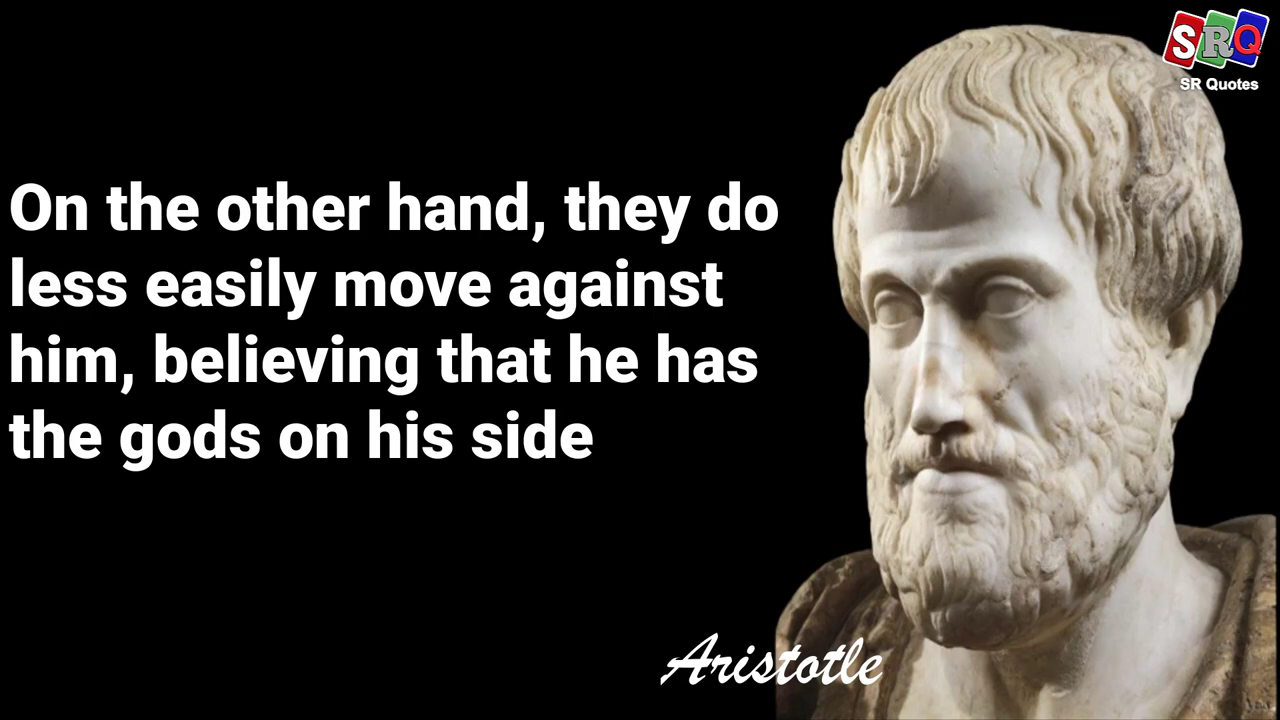 SRQ
SR Quotes
On the other hand, they do
less easily move against
him, believing that he has
the gods on his side
Aristotle